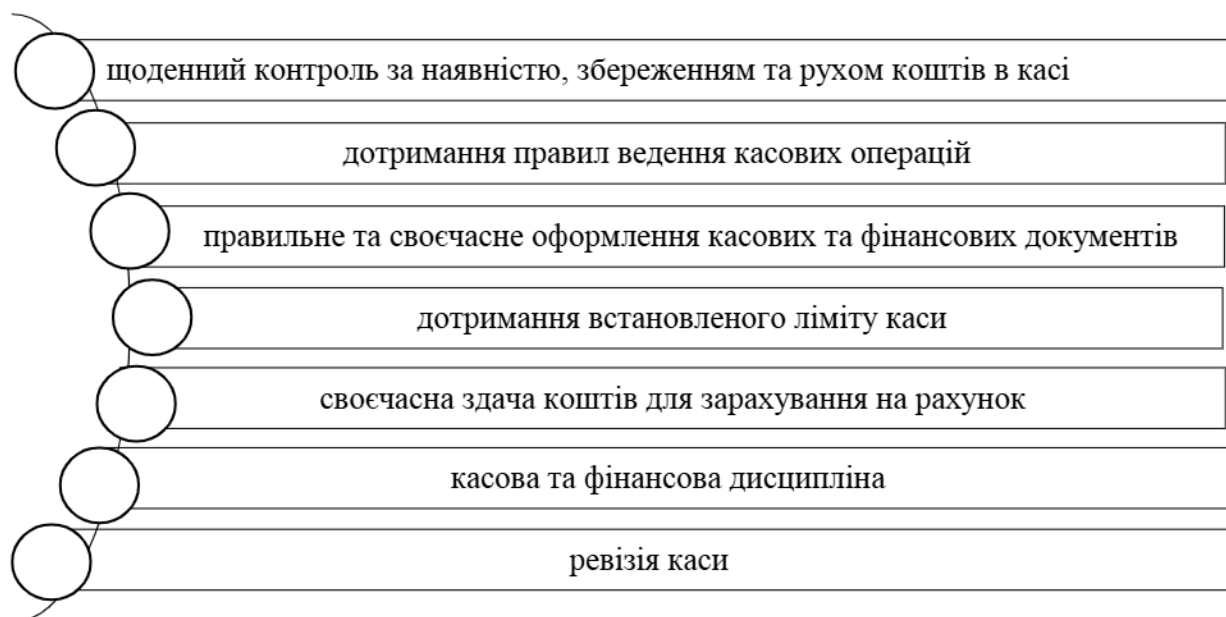 щоденний контроль за наявністю, збереженням та рухом коштів в касі
дотримання правил ведення касових операцій
правильне та своєчасне оформлення касових та фінансових документів
дотримання встановленого ліміту каси
своєчасна здача коштів для зарахування на рахунок
касова та фінансова дисципліна
ревізія каси